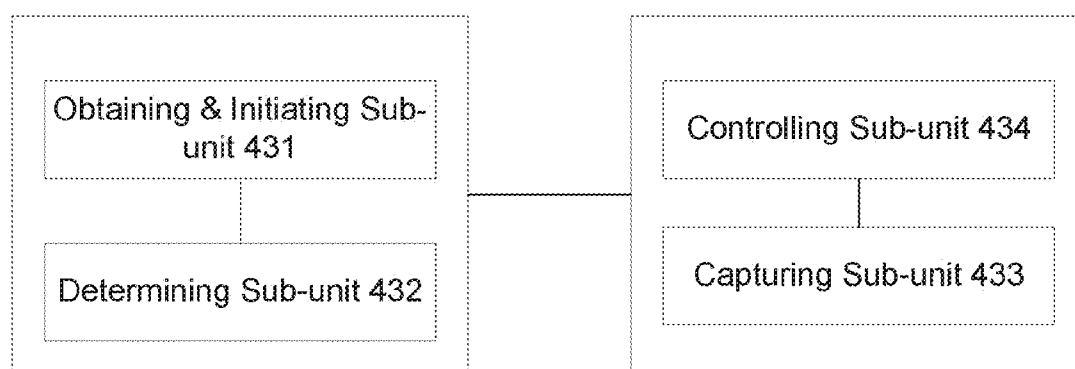 Obtaining & Initiating Sub-
unit 431
Determining Sub-unit 432
Controlling Sub-unit 434
Capturing Sub-unit 433